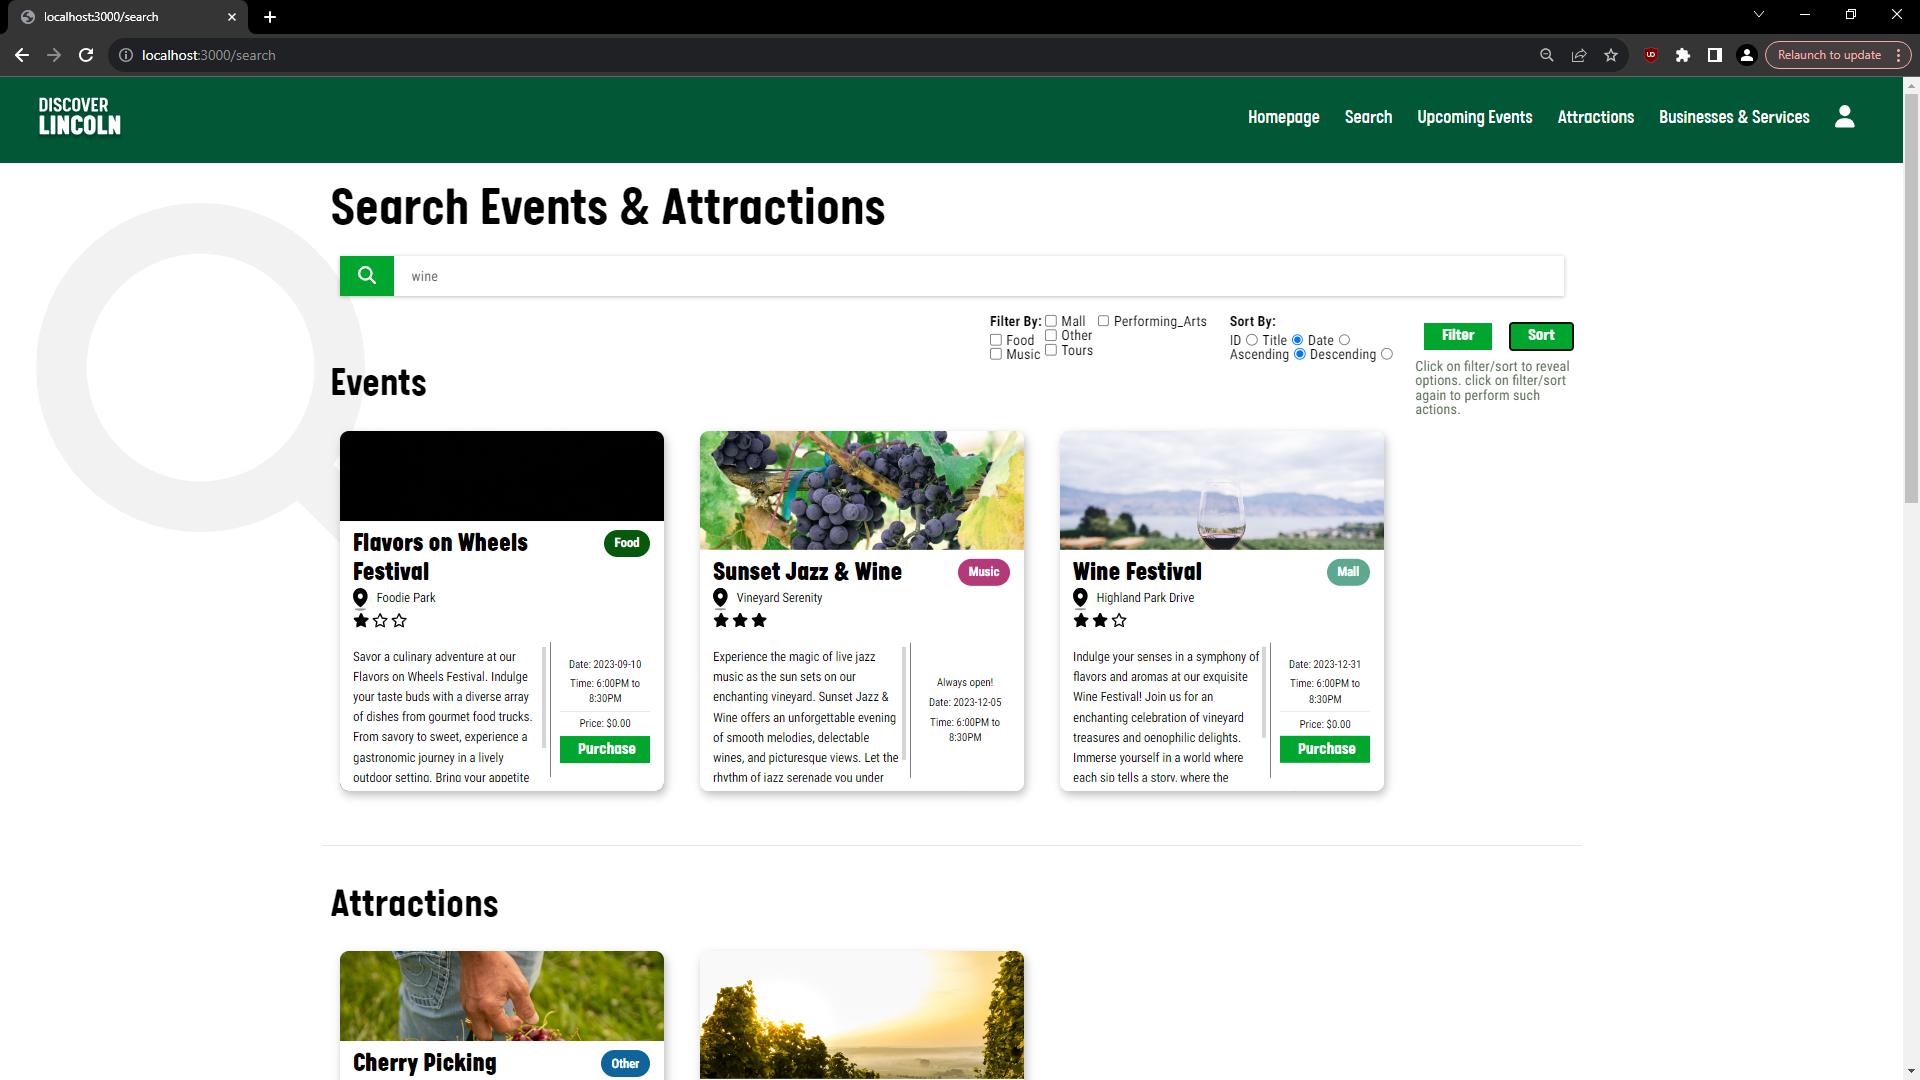 localhost:3000/search
localhost:3000/search
Relaunch to update
DISCOVER
LINCOLN
Homepage
Search
Upcoming Events
Attractions
Businesses & Services
Search Events & Attractions
wine
Filter By:
Mall
Performing_Arts
Food
Other
Music
Tours
Sort By:
ID
Title
Date
Ascending
Descending
Filter
Sort
Click on filter/sort to reveal
options. click on filter/sort
again to perform such
actions.
Events
Flavors on Wheels
Festival
Food
Foodie Park
Savor a culinary adventure at our
Flavors on Wheels Festival. Indulge
your taste buds with a diverse array
of dishes from gourmet food trucks.
From savory to sweet, experience a
gastronomic journey in a lively
outdoor setting. Bring your appetite
Date: 2023-09-10
Time: 6:00PM to
8:30PM
Price: $0.00
Purchase
Sunset Jazz & Wine
Music
Vineyard Serenity
Experience the magic of live jazz
music as the sun sets on our
enchanting vineyard. Sunset Jazz &
Wine offers an unforgettable evening
of smooth melodies, delectable
wines, and picturesque views. Let the
rhythm of jazz serenade you under
Always open!
Date: 2023-12-05
Time: 6:00PM to
8:30PM
Wine Festival
Mall
Highland Park Drive
Indulge your senses in a symphony of
flavors and aromas at our exquisite
Wine Festival! Join us for an
enchanting celebration of vineyard
treasures and oenophilic delights.
Immerse yourself in a world where
each sip tells a story, where the
Date: 2023-12-31
Time: 6:00PM to
8:30PM
Price: $0.00
Purchase
Attractions
Cherry Picking
Other